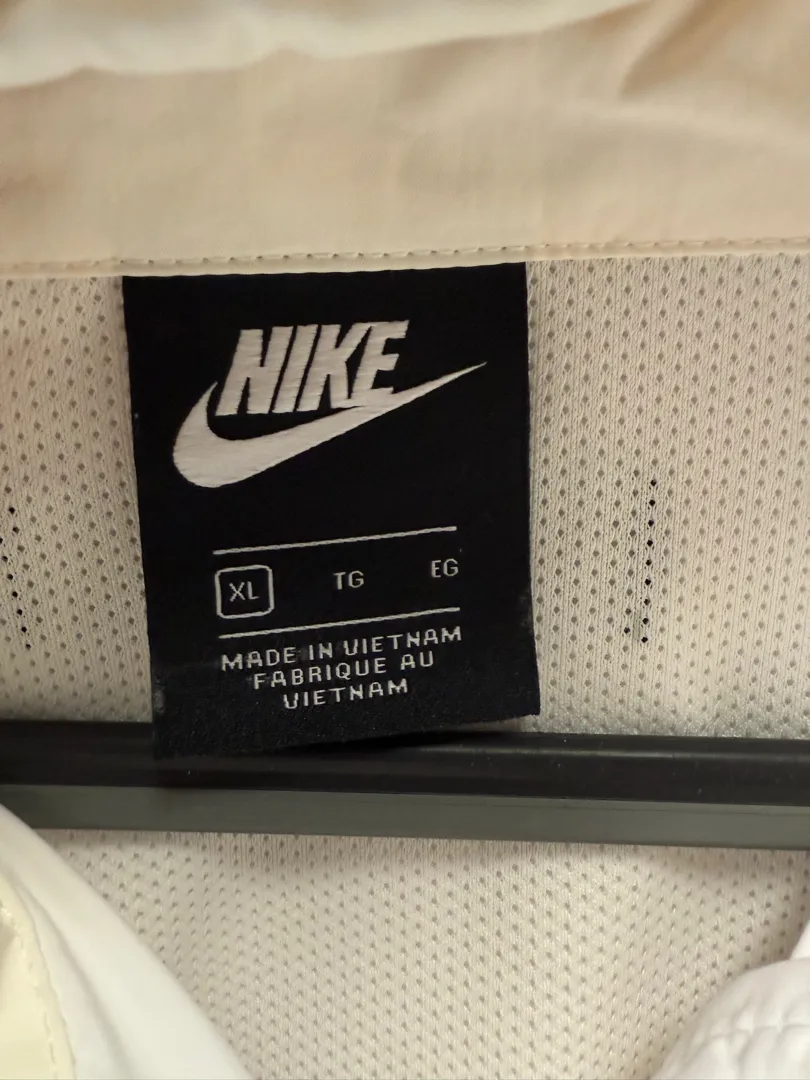 NIKE
XL TG EG
MADE IN VIETNAM
FABRIQUE AU
VIETNAM